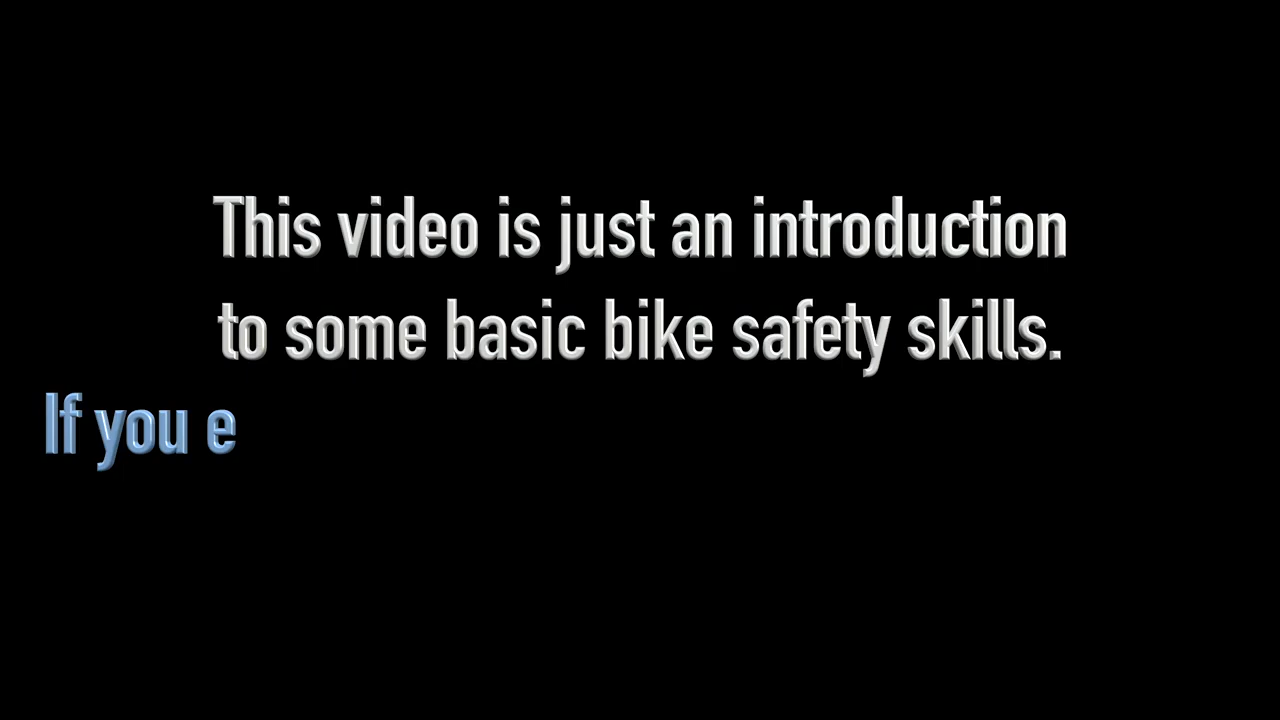 This video is just an introduction
to some basic bike safety skills.
If you e